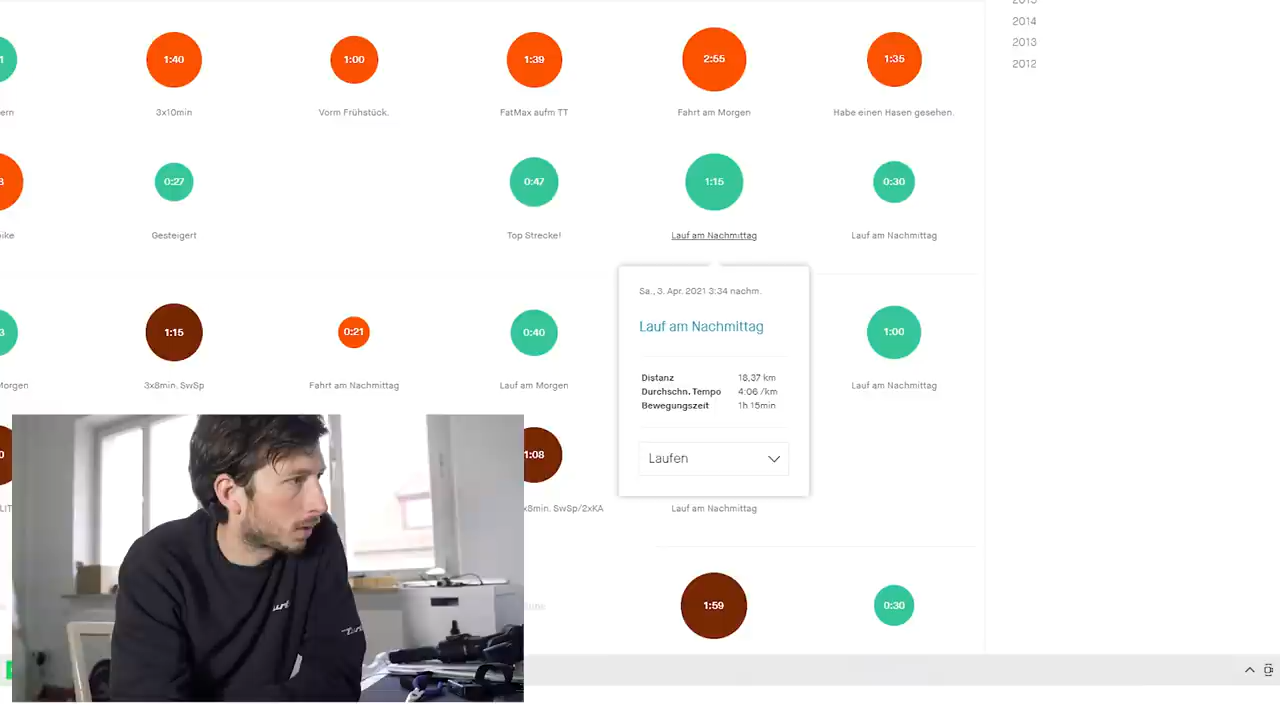 2014
2013
2012
1:40
1:00
1:39
2:55
1:35
ern
3x10min
Vorm Frühstück.
FatMax aufm TT
Fahrt am Morgen
Habe einen Hasen gesehen.
0:27
0:47
1:15
0:30
ike
Gesteigert
Top Strecke!
Lauf am Nachmittag
Lauf am Nachmittag
Sa., 3. Apr. 2021 3:34 nachm.
Lauf am Nachmittag
Distanz 18,37 km
Durchschn. Tempo 4:06 /km
Bewegungszeit 1h 15min
Laufen
1:15
0:21
0:40
1:00
Morgen
3x8min. SwSp
Fahrt am Nachmittag
Lauf am Morgen
Lauf am Nachmittag
1:08
x8min. SwSp/2xKA
Lauf am Nachmittag
1:59
0:30